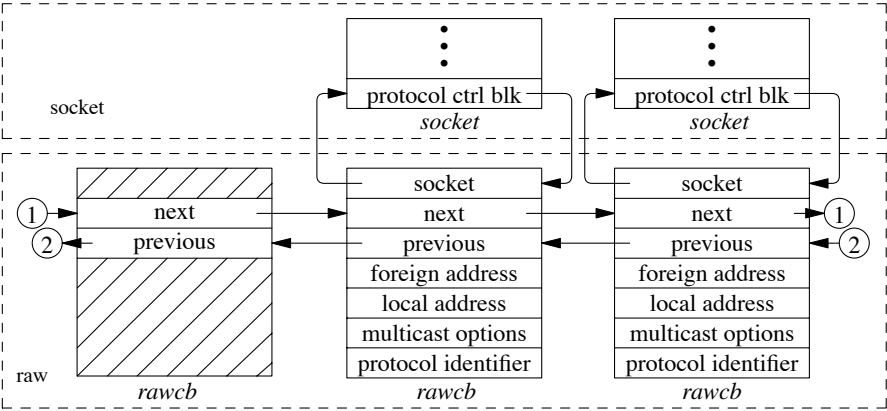 protocol ctrl blk
protocol ctrl blk
socket
socket
socket
socket
socket
1
next
next
next
1
2
previous
previous
previous
2
foreign address
foreign address
local address
local address
multicast options
multicast options
raw
protocol identifier
protocol identifier
rawcb
rawcb
rawcb